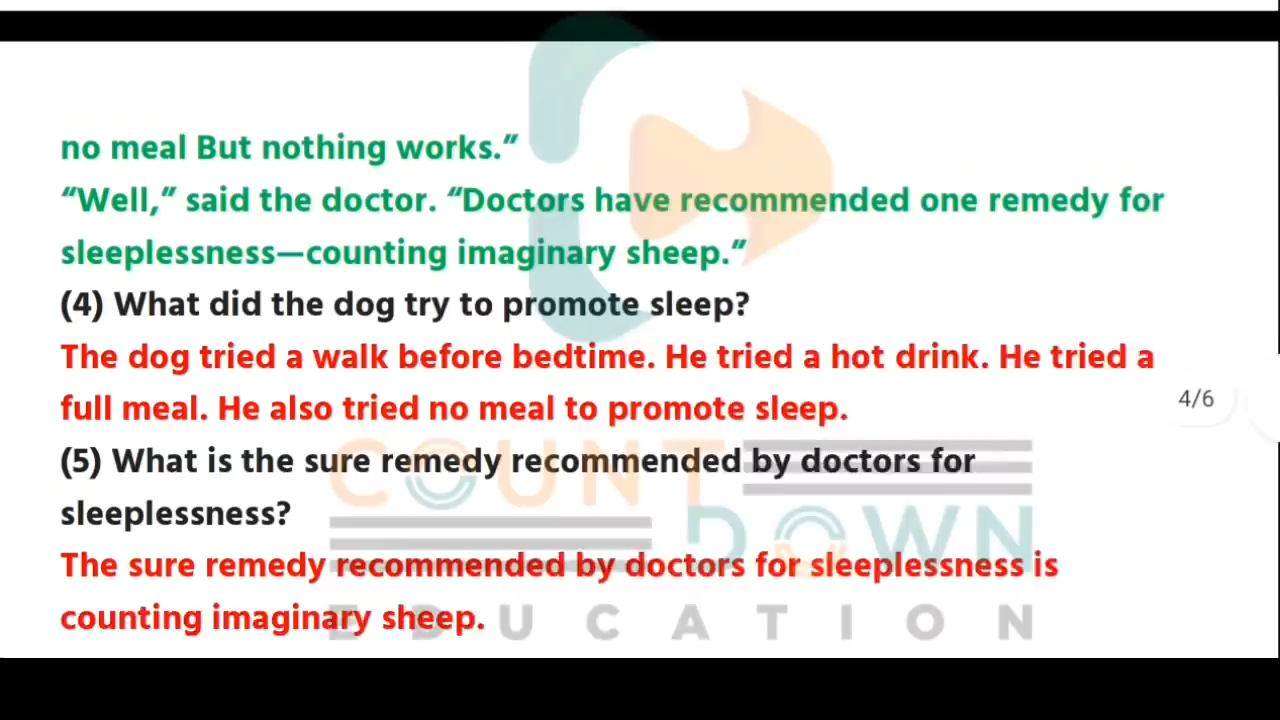 no meal But nothing works.”
“Well,” said the doctor. “Doctors have recommended one remedy for
sleeplessness—counting imaginary sheep.”
(4) What did the dog try to promote sleep?
The dog tried a walk before bedtime. He tried a hot drink. He tried a
full meal. He also tried no meal to promote sleep.
4/6
(5) What is the sure remedy recommended by doctors for
sleeplessness?
The sure remedy recommended by doctors for sleeplessness is
counting imaginary sheep.
COUNT
DOWN
EDUCATION